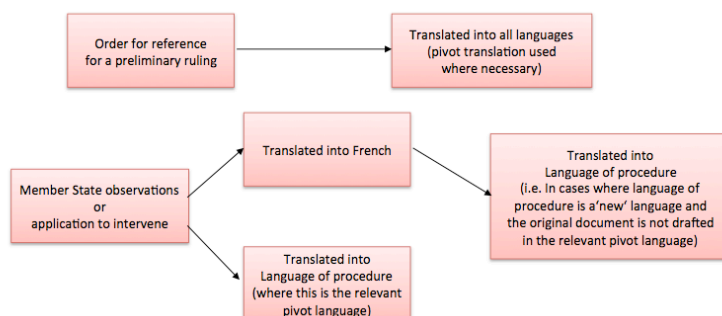 Order for reference
for a preliminary ruling
Translated into all languages
(pivot translation used
where necessary)
Translated into French
Translated into
Language of procedure
(i.e. In cases where language of
procedure is a‘new‘ language and
the original document is not drafted
in the relevant pivot language)
Member State observations
or
application to intervene
Translated into
Language of procedure
(where this is the relevant
pivot language)